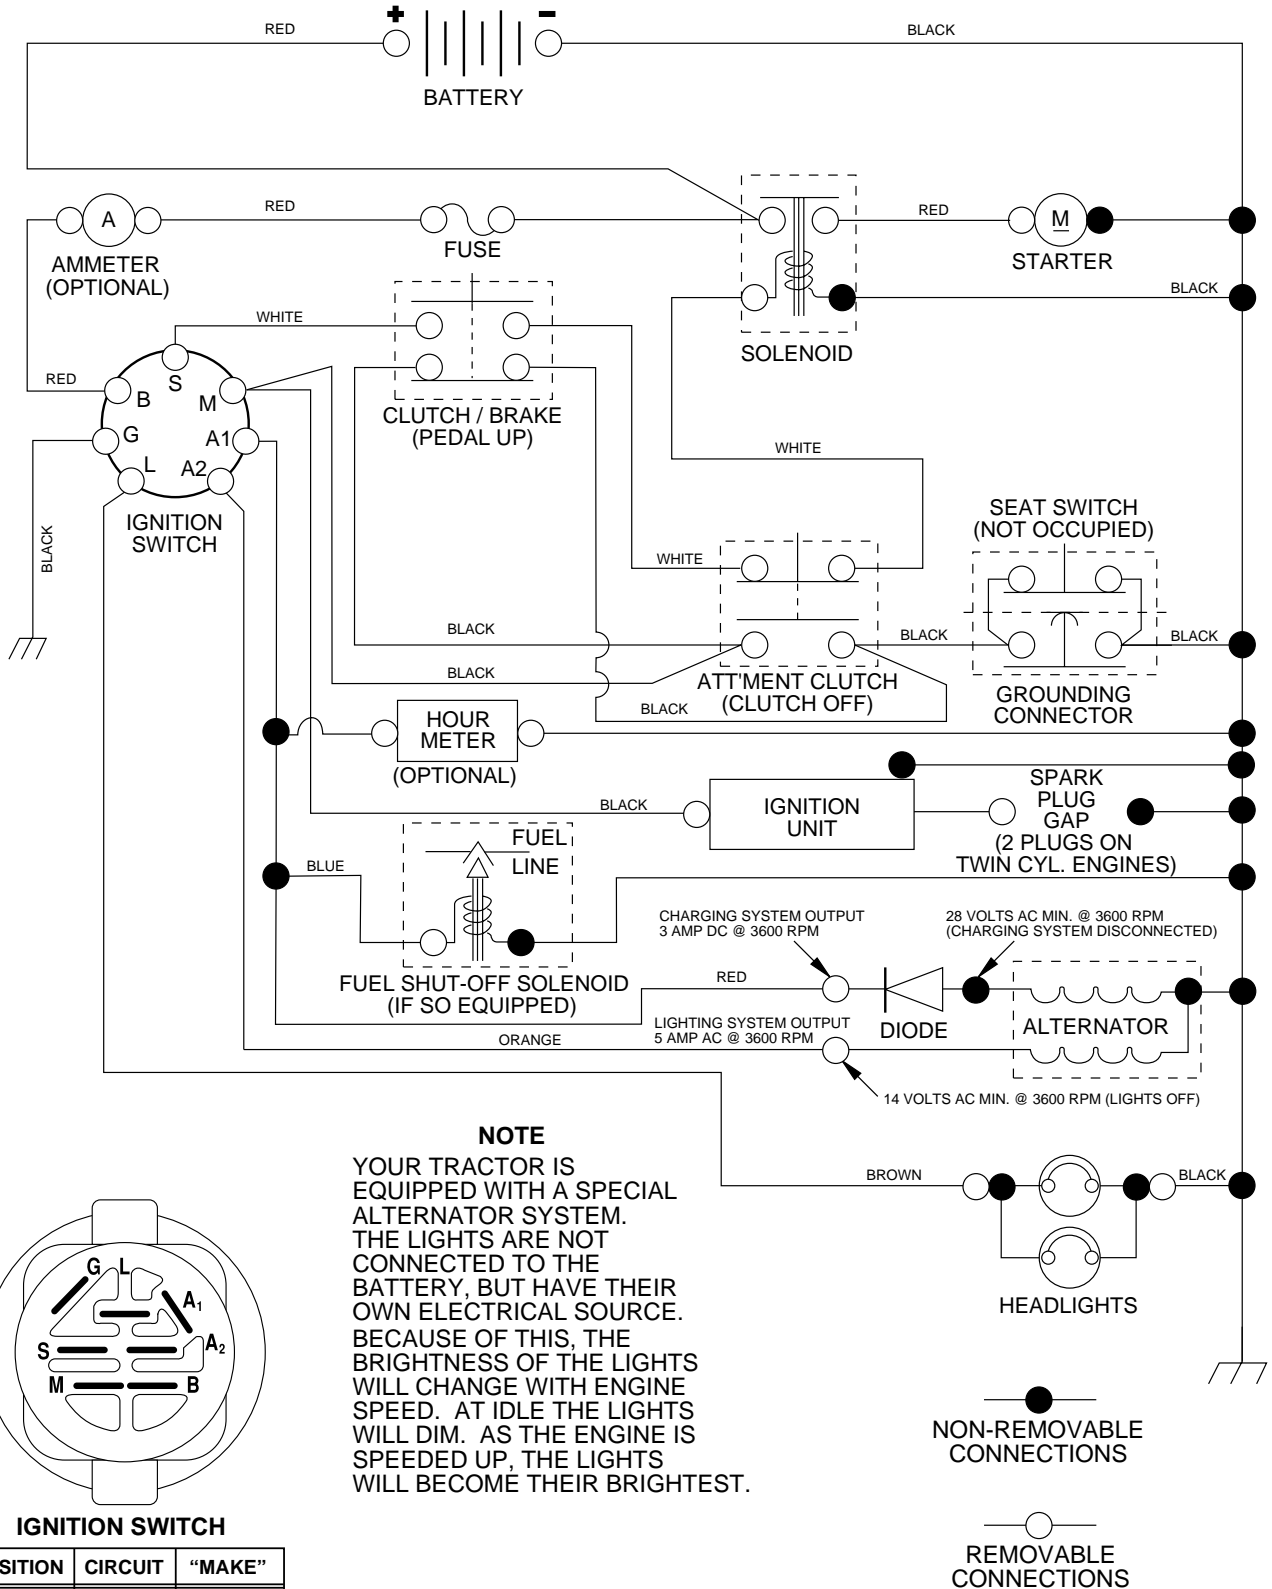 + -
RED
BLACK
BATTERY
A
RED
RED
M
FUSE
AMMETER
(OPTIONAL)
STARTER
BLACK
WHITE
SOLENOID
RED
S
B
M
G
A1
L
A2
CLUTCH / BRAKE
(PEDAL UP)
WHITE
IGNITION
SWITCH
BLACK
SEAT SWITCH
(NOT OCCUPIED)
WHITE
BLACK
BLACK
BLACK
BLACK
ATT'MENT CLUTCH
(CLUTCH OFF)
GROUNDING
CONNECTOR
BLACK
HOUR
METER
(OPTIONAL)
BLACK
IGNITION
UNIT
SPARK
PLUG
GAP
(2 PLUGS ON
TWIN CYL. ENGINES)
FUEL
LINE
BLUE
CHARGING SYSTEM OUTPUT
3 AMP DC @ 3600 RPM
28 VOLTS AC MIN. @ 3600 RPM
(CHARGING SYSTEM DISCONNECTED)
FUEL SHUT-OFF SOLENOID
(IF SO EQUIPPED)
RED
DIODE
ALTERNATOR
ORANGE
LIGHTING SYSTEM OUTPUT
5 AMP AC @ 3600 RPM
14 VOLTS AC MIN. @ 3600 RPM (LIGHTS OFF)
NOTE
YOUR TRACTOR IS
EQUIPPED WITH A SPECIAL
ALTERNATOR SYSTEM.
THE LIGHTS ARE NOT
CONNECTED TO THE
BATTERY, BUT HAVE THEIR
OWN ELECTRICAL SOURCE.
BECAUSE OF THIS, THE
BRIGHTNESS OF THE LIGHTS
WILL CHANGE WITH ENGINE
SPEED. AT IDLE THE LIGHTS
WILL DIM. AS THE ENGINE IS
SPEEDED UP, THE LIGHTS
WILL BECOME THEIR BRIGHTEST.
BROWN
BLACK
HEADLIGHTS
G L
A1
S
A2
M
B
IGNITION SWITCH
SITION CIRCUIT “MAKE”
NON-REMOVABLE
CONNECTIONS
REMOVABLE
CONNECTIONS